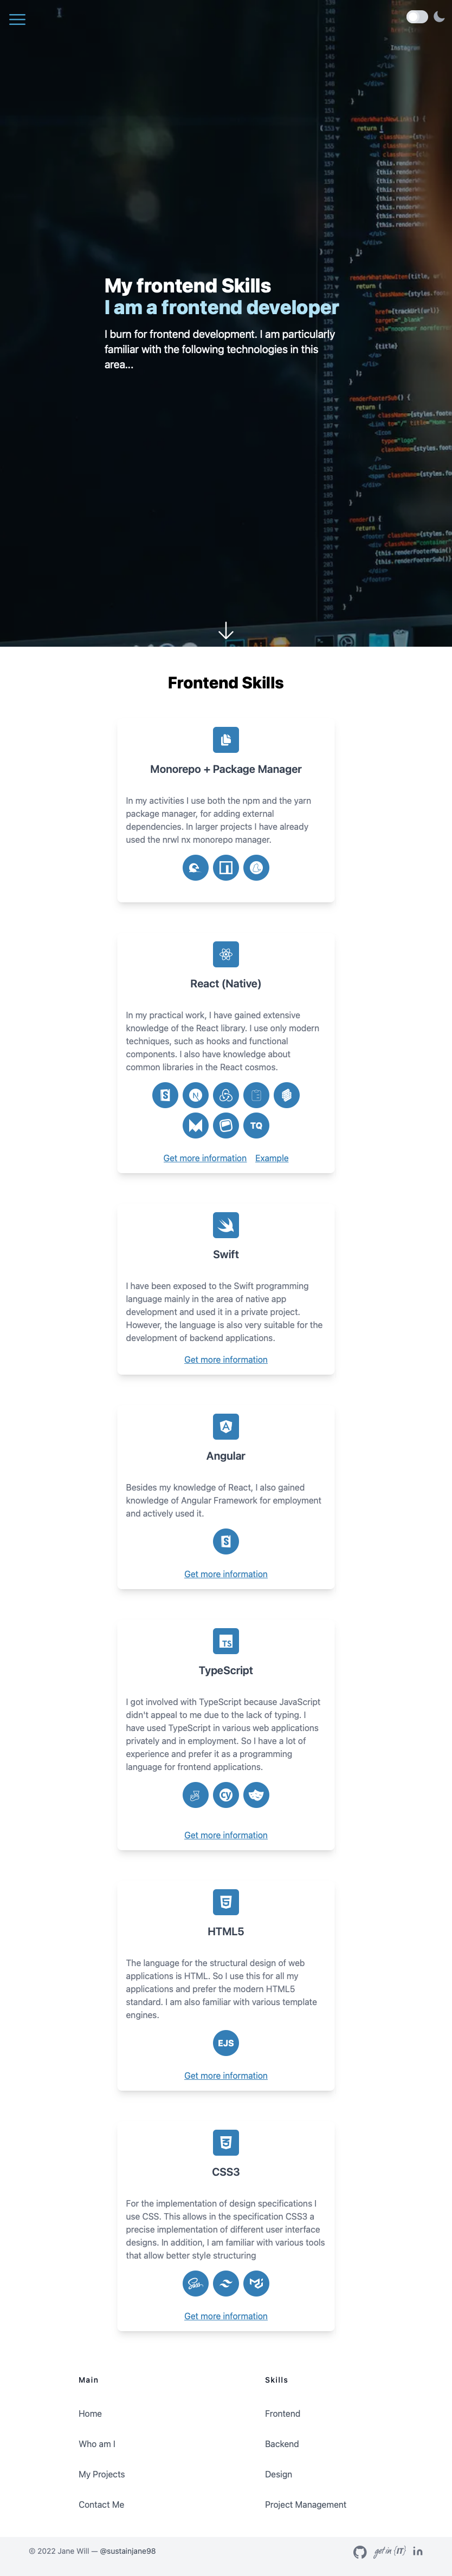 My frontend Skills
I am a frontend developer
I burn for frontend development. I am particularly
familiar with the following technologies in this
area...
Frontend Skills
Monorepo + Package Manager
In my activities I use both the npm and the yarn
package manager, for adding external
dependencies. In larger projects I have already
used the nrwl nx monorepo manager.
React (Native)
In my practical work, I have gained extensive
knowledge of the React library. I use only modern
techniques, such as hooks and functional
components. I also have knowledge about
common libraries in the React cosmos.
TQ
Get more information Example
Swift
I have been exposed to the Swift programming
language mainly in the area of native app
development and used it in a private project.
However, the language is also very suitable for the
development of backend applications.
Get more information
Angular
Besides my knowledge of React, I also gained
knowledge of Angular Framework for employment
and actively used it.
Get more information
TS
TypeScript
I got involved with TypeScript because JavaScript
didn't appeal to me due to the lack of typing. I
have used TypeScript in various web applications
privately and in employment. So I have a lot of
experience and prefer it as a programming
language for frontend applications.
cy
Get more information
HTML5
The language for the structural design of web
applications is HTML. So I use this for all my
applications and prefer the modern HTML5
standard. I am also familiar with various template
engines.
EJS
Get more information
CSS3
For the implementation of design specifications I
use CSS. This allows in the specification CSS3 a
precise implementation of different user interface
designs. In addition, I am familiar with various tools
that allow better style structuring
Sass
Get more information
Main Skills
Home Frontend
Who am I Backend
My Projects Design
Contact Me Project Management
© 2022 Jane Will — @sustainjane98 get in {IT} in